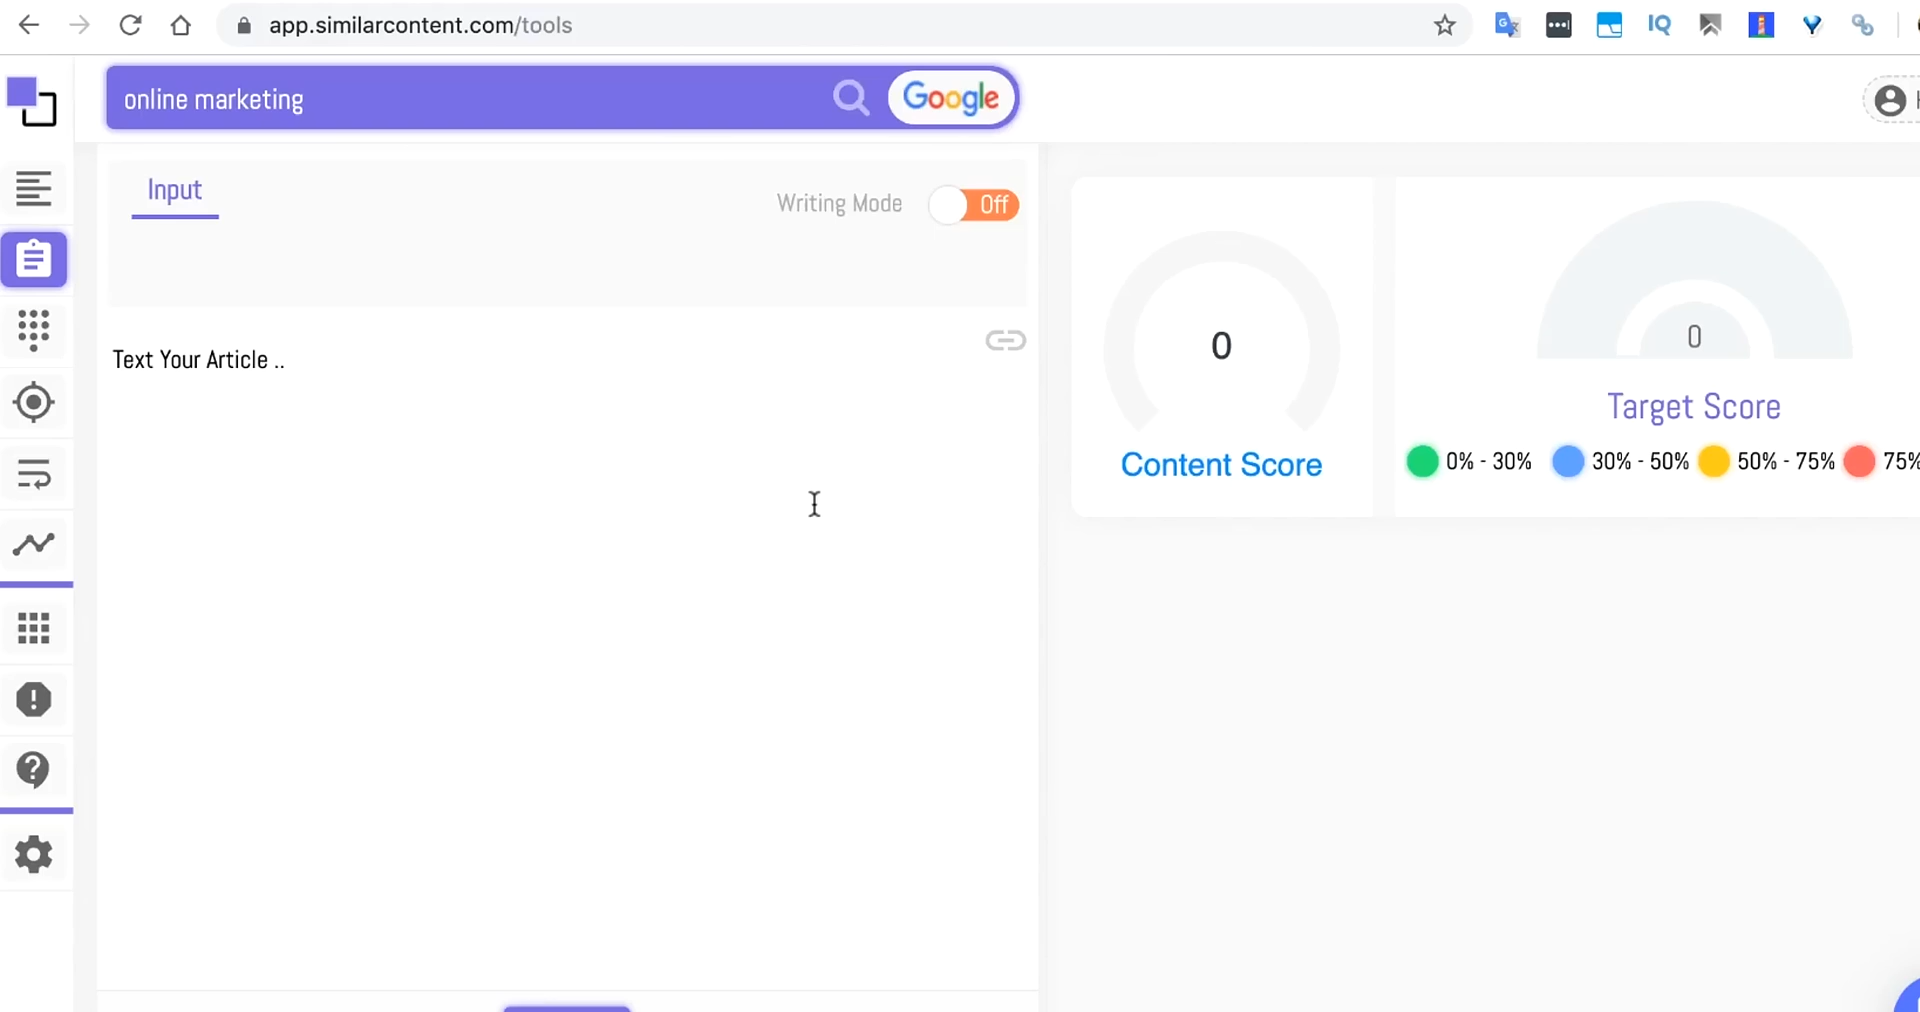 app.similarcontent.com/tools
IQ
online marketing
Google
Input
Writing Mode
Off
Text Your Article ..
0
Content Score
0
Target Score
0% - 30%
30% - 50%
50% - 75%
75%